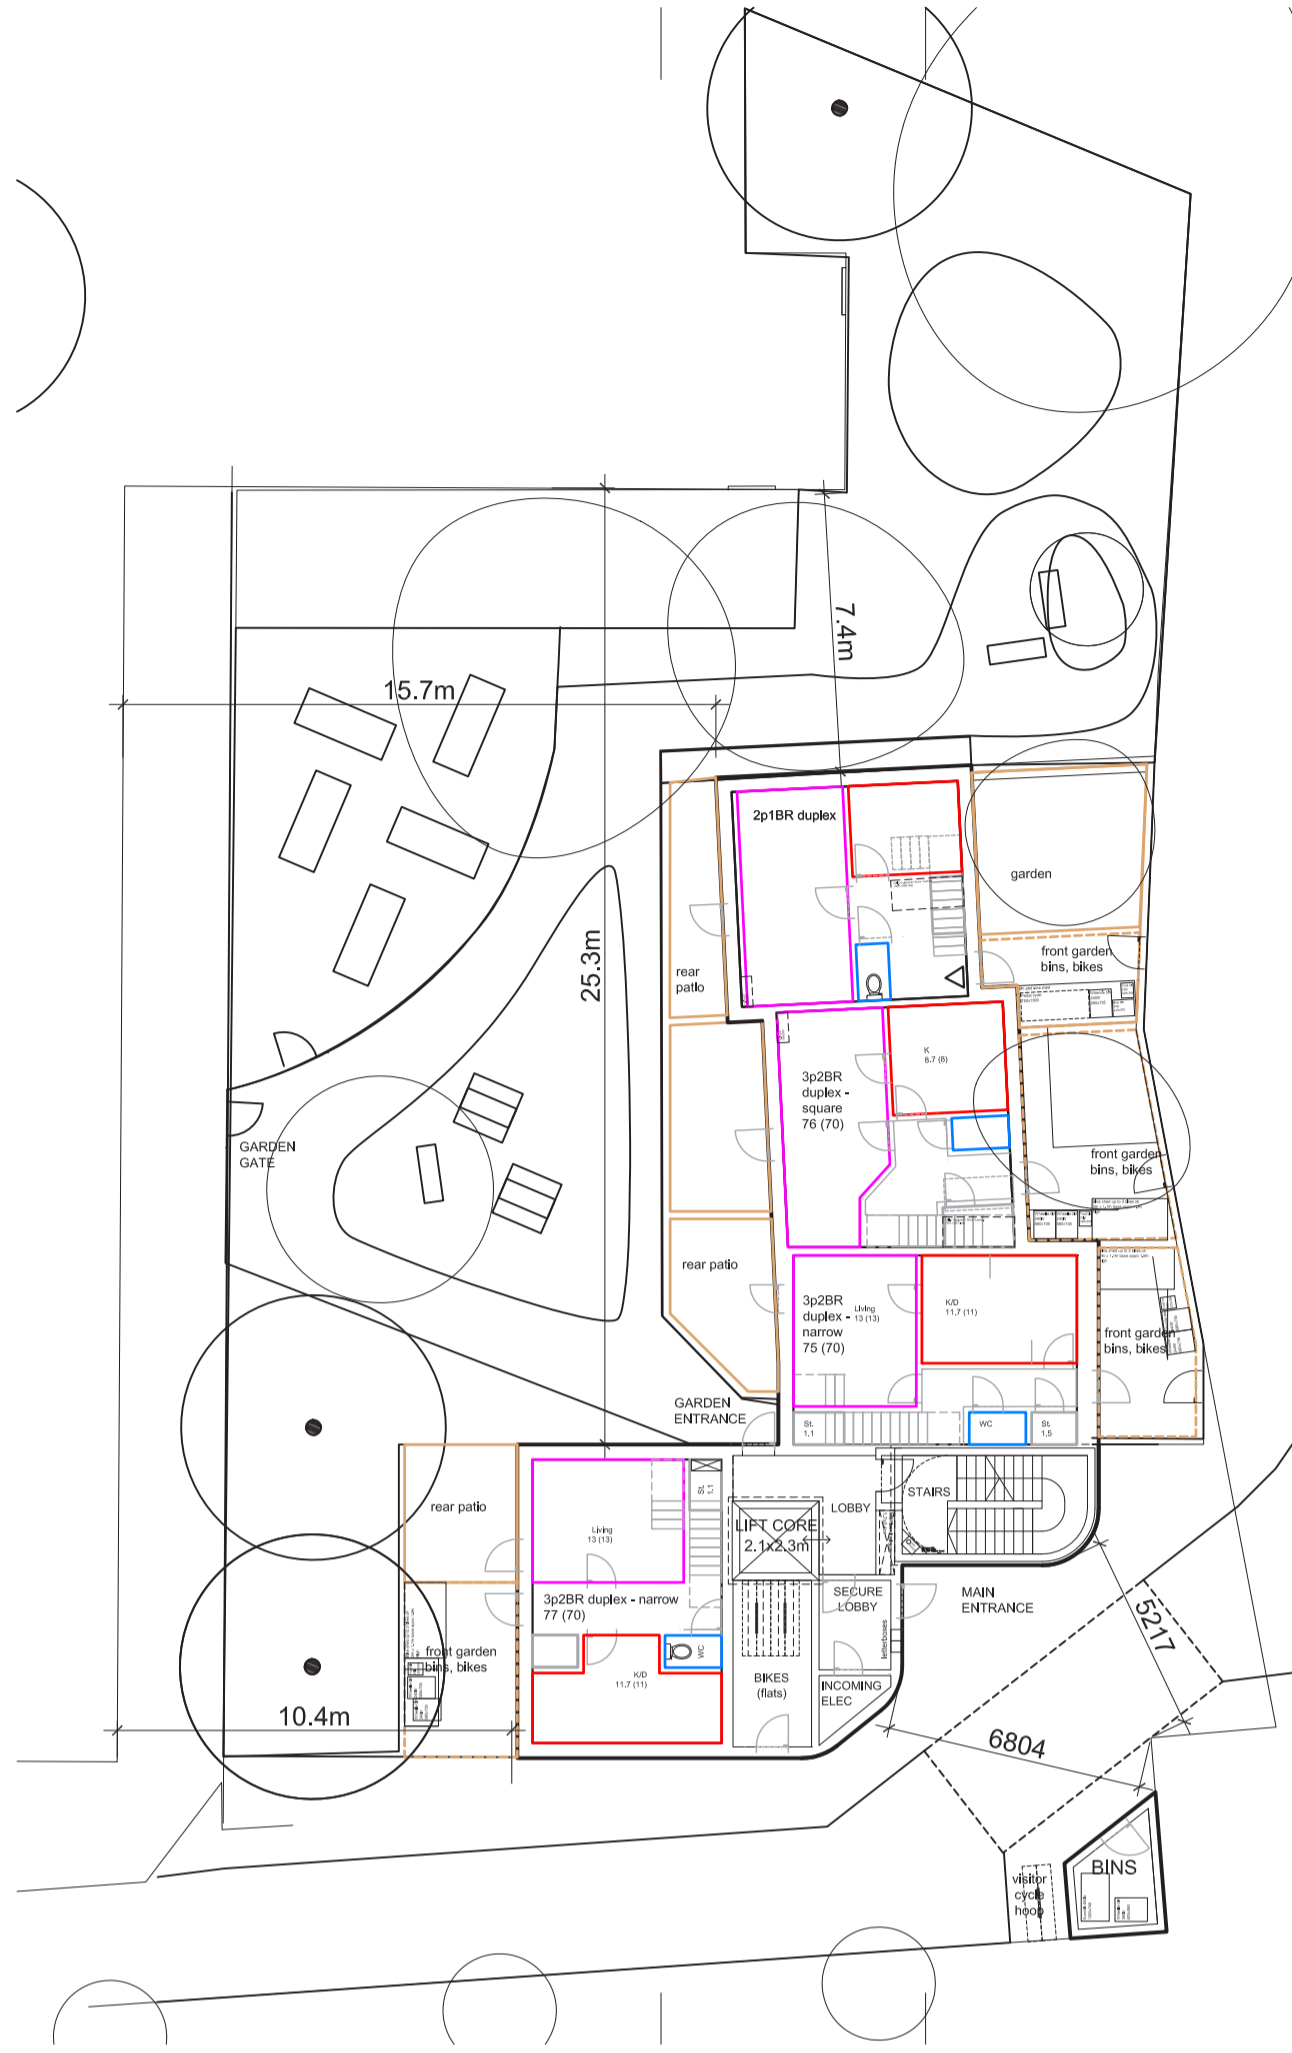 7.4m
15.7m
2p1BR duplex
garden
25.3m
rear
patio
front garden
bins, bikes
K
8.7 (8)
3p2BR
duplex -
square
76 (70)
GARDEN
GATE
front garden
bins, bikes
rear patio
3p2BR
duplex -
narrow
75 (70)
Living
13 (13)
K/D
11.7 (11)
front garden
bins, bikes
GARDEN
ENTRANCE
St.
1.1
WC
St.
1.5
rear patio
St.
1.1
LOBBY
STAIRS
Living
13 (13)
LIFT CORE
2.1x2.3m
3p2BR duplex - narrow
77 (70)
SECURE
LOBBY
MAIN
ENTRANCE
5217
front garden
bins, bikes
WC
letterboxes
K/D
11.7 (11)
BIKES
(flats)
INCOMING
ELEC
10.4m
6804
visitor
cycle
hoop
BINS